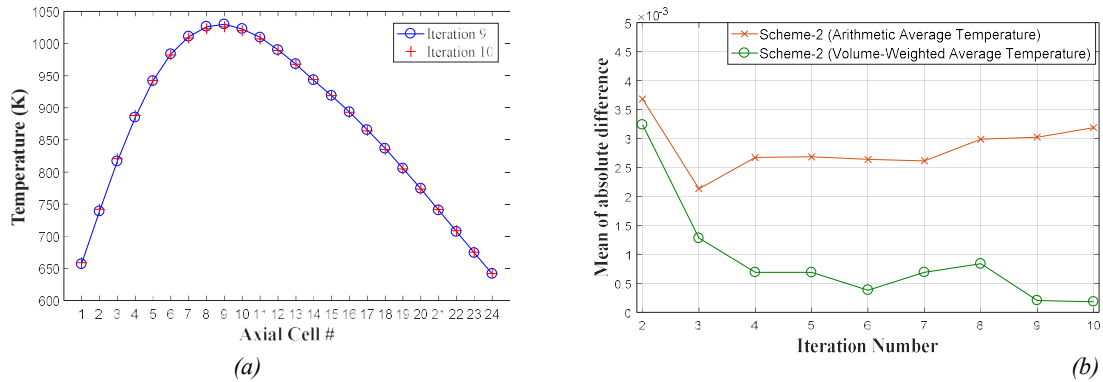 1050
1000
950
900
850
800
750
700
650
600
Temperature (K)
Iteration 9
Iteration 10
1 2 3 4 5 6 7 8 9 10 11 12 13 14 15 16 17 18 19 20 21 22 23 24
Axial Cell #
(a)
×10⁻³
5
4.5
4
3.5
3
2.5
2
1.5
1
0.5
0
Mean of absolute difference
Scheme-2 (Arithmetic Average Temperature)
Scheme-2 (Volume-Weighted Average Temperature)
2 3 4 5 6 7 8 9 10
Iteration Number
(b)